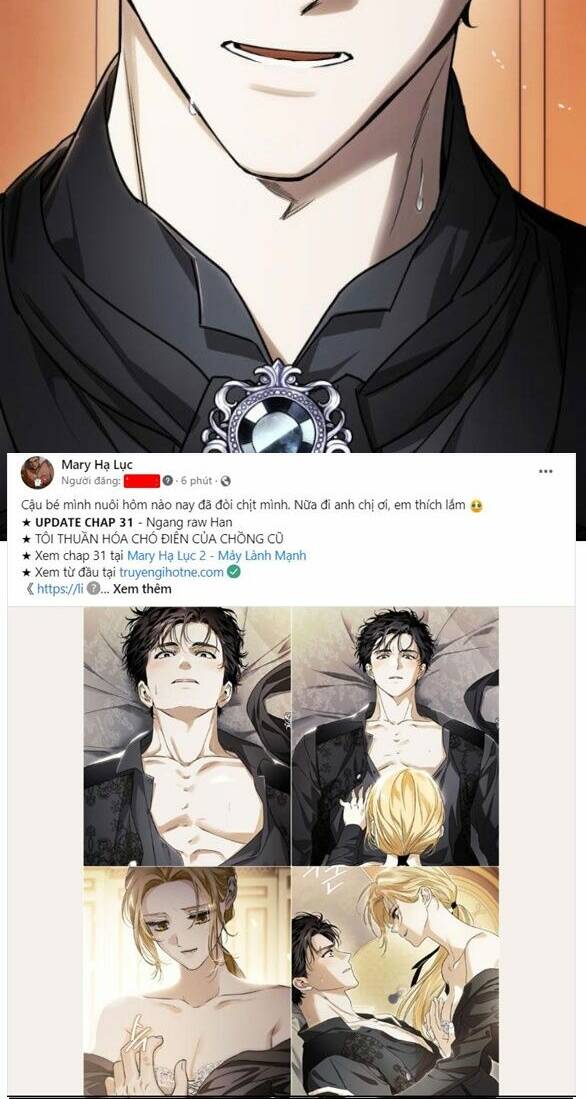 Mary Hạ Lục
Người đăng: · 6 phút ·
Cậu bé mình nuôi hôm nào nay đã đòi chịt mình. Nữa đi anh chị ơi, em thích lắm 🥹
★ UPDATE CHAP 31 - Ngang raw Han
★ TÔI THUẦN HÓA CHÓ ĐIÊN CỦA CHỒNG CŨ
★ Xem chap 31 tại Mary Hạ Lục 2 - Mảy Lành Mạnh
★ Xem từ đầu tại truyengihotne.com
《 https://li ... Xem thêm